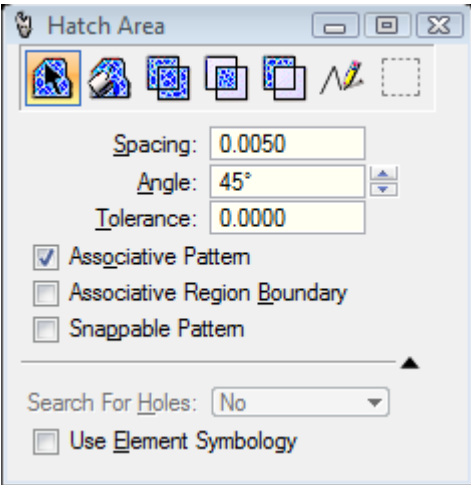 Hatch Area
Spacing: 0.0050
Angle: 45°
Tolerance: 0.0000
Associative Pattern
Associative Region Boundary
Snappable Pattern
Search For Holes: No
Use Element Symbology